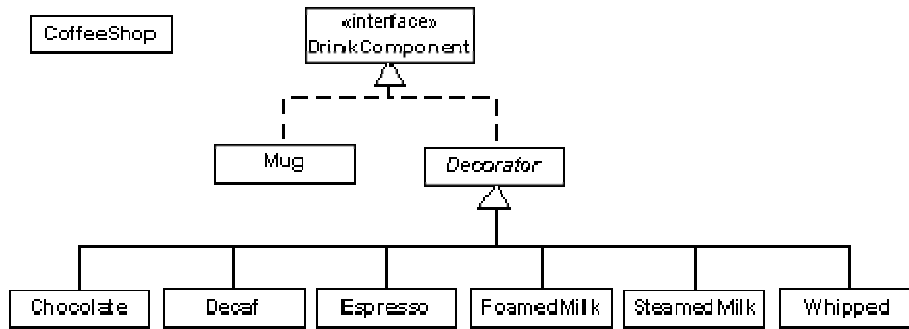 CoffeeShop
«interface»
DrinkComponent
Mug
Decorator
Chocolate
Decaf
Espresso
FoamedMilk
SteamedMilk
Whipped